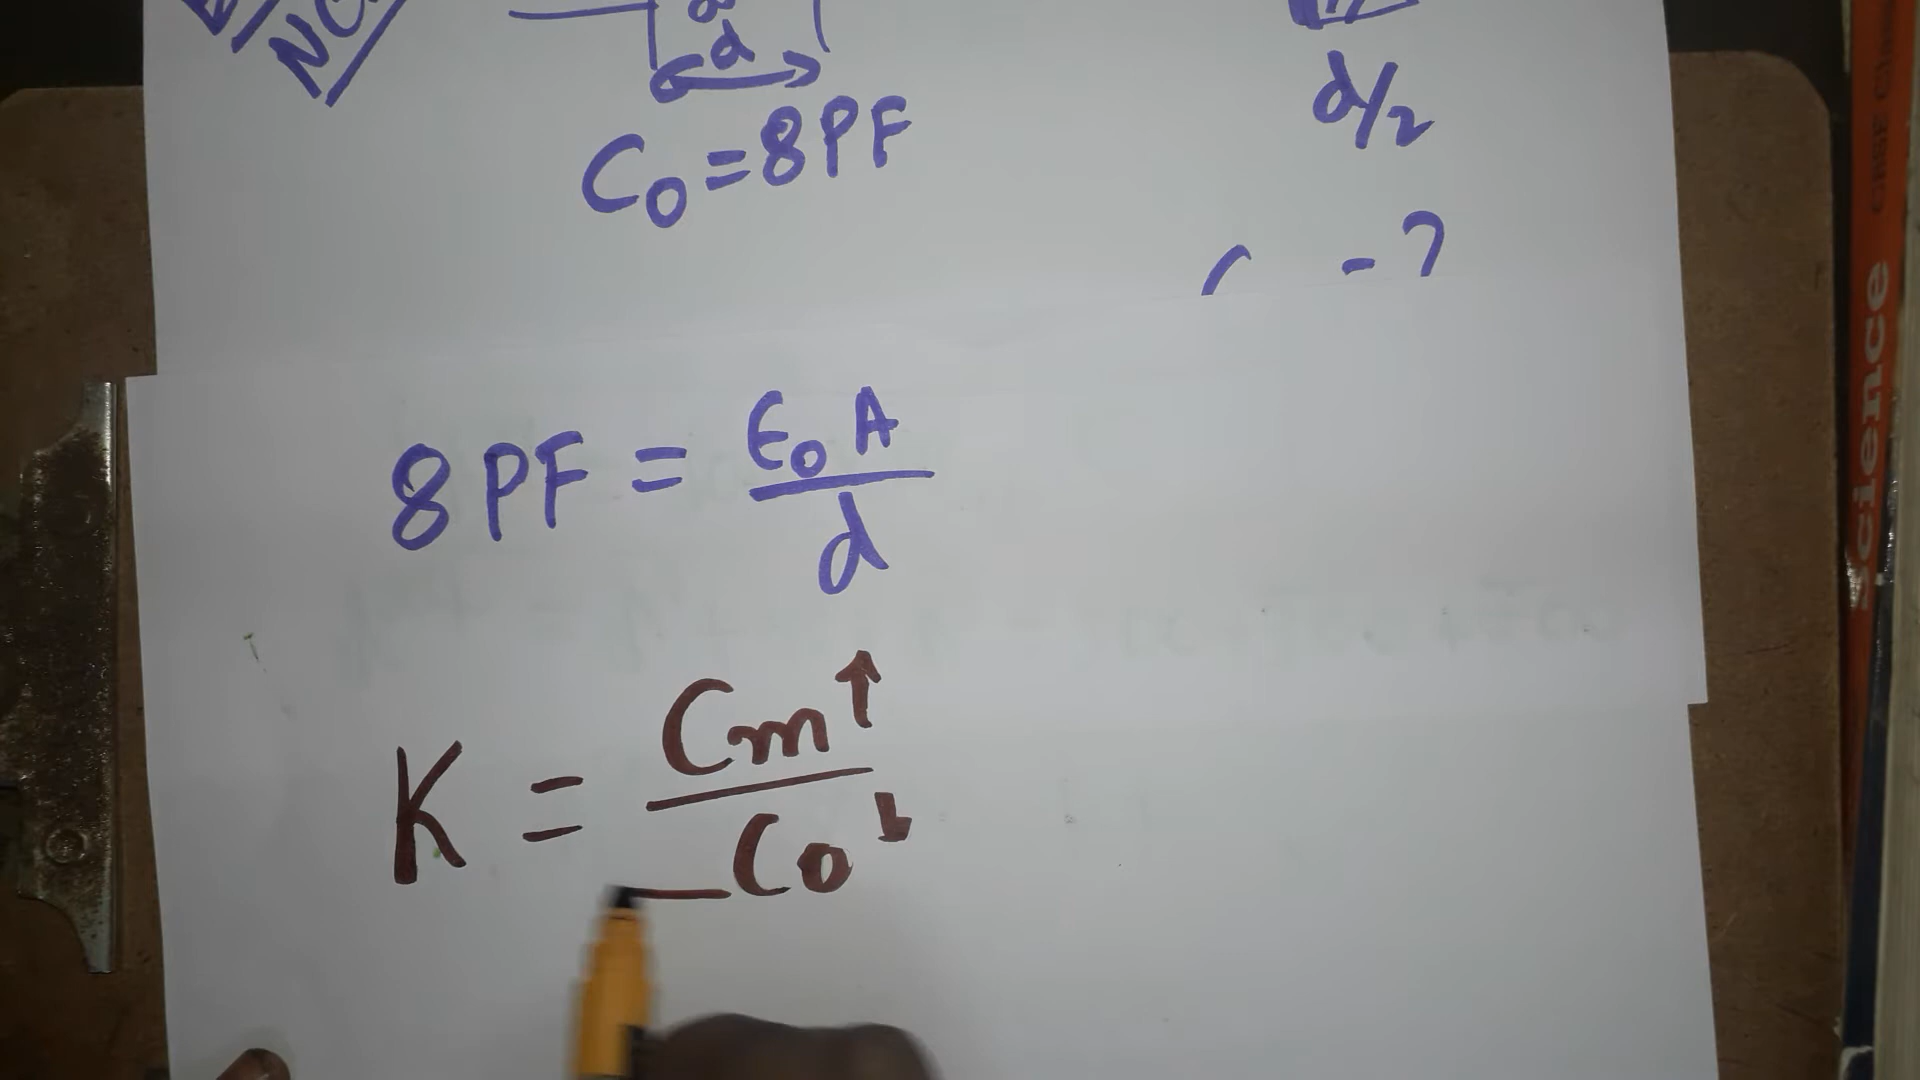 d
d/2
C₀ = 8PF
- ?
8PF = ε₀A / d
K = Cm↑ / C₀↓
Science